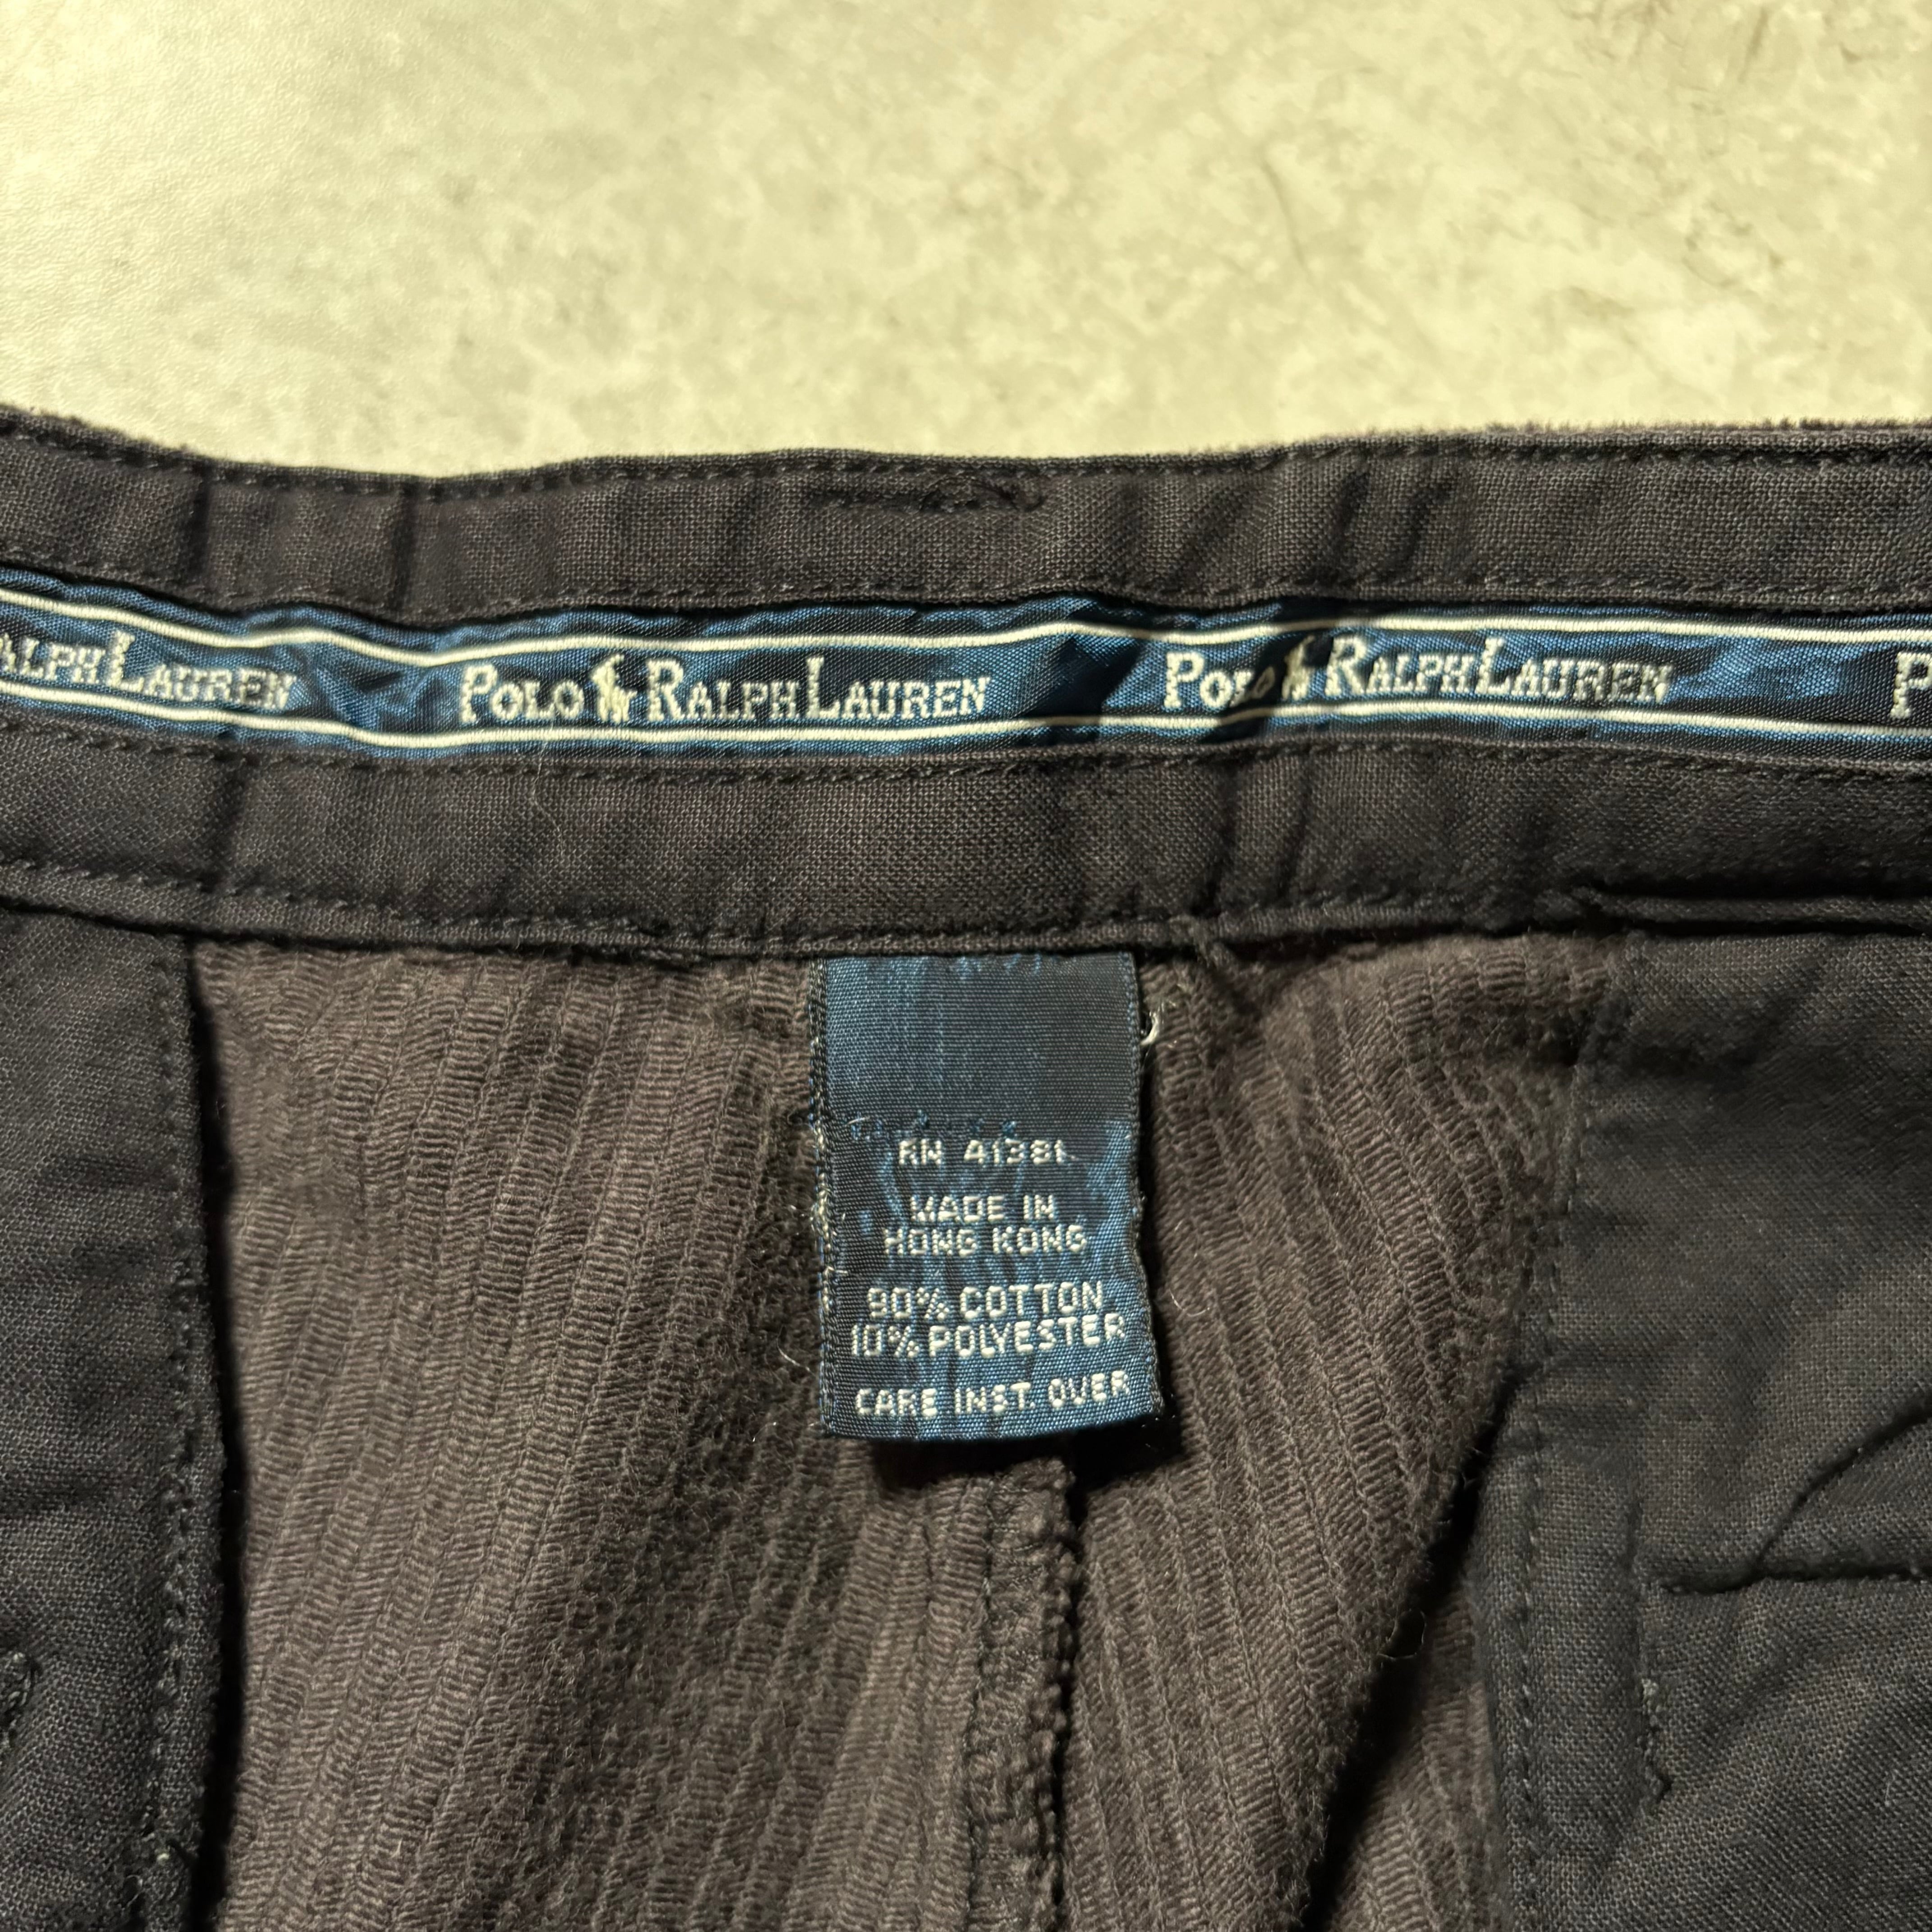 RALPH LAUREN POLO RALPH LAUREN POLO RALPH LAUREN P
RN 41381
MADE IN
HONG KONG
90% COTTON
10% POLYESTER
CARE INST. OVER